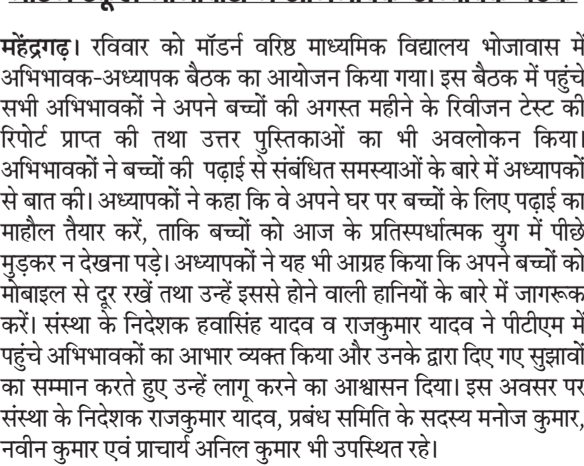 महेंद्रगढ़। रविवार को मॉडर्न वरिष्ठ माध्यमिक विद्यालय भोजावास में
अभिभावक-अध्यापक बैठक का आयोजन किया गया। इस बैठक में पहुंचे
सभी अभिभावकों ने अपने बच्चों की अगस्त महीने के रिवीजन टेस्ट की
रिपोर्ट प्राप्त की तथा उत्तर पुस्तिकाओं का भी अवलोकन किया।
अभिभावकों ने बच्चों की पढ़ाई से संबंधित समस्याओं के बारे में अध्यापकों
से बात की। अध्यापकों ने कहा कि वे अपने घर पर बच्चों के लिए पढ़ाई का
माहौल तैयार करें, ताकि बच्चों को आज के प्रतिस्पर्धात्मक युग में पीछे
मुड़कर न देखना पड़े। अध्यापकों ने यह भी आग्रह किया कि अपने बच्चों को
मोबाइल से दूर रखें तथा उन्हें इससे होने वाली हानियों के बारे में जागरूक
करें। संस्था के निदेशक हवासिंह यादव व राजकुमार यादव ने पीटीएम में
पहुंचे अभिभावकों का आभार व्यक्त किया और उनके द्वारा दिए गए सुझावों
का सम्मान करते हुए उन्हें लागू करने का आश्वासन दिया। इस अवसर पर
संस्था के निदेशक राजकुमार यादव, प्रबंध समिति के सदस्य मनोज कुमार,
नवीन कुमार एवं प्राचार्य अनिल कुमार भी उपस्थित रहे।